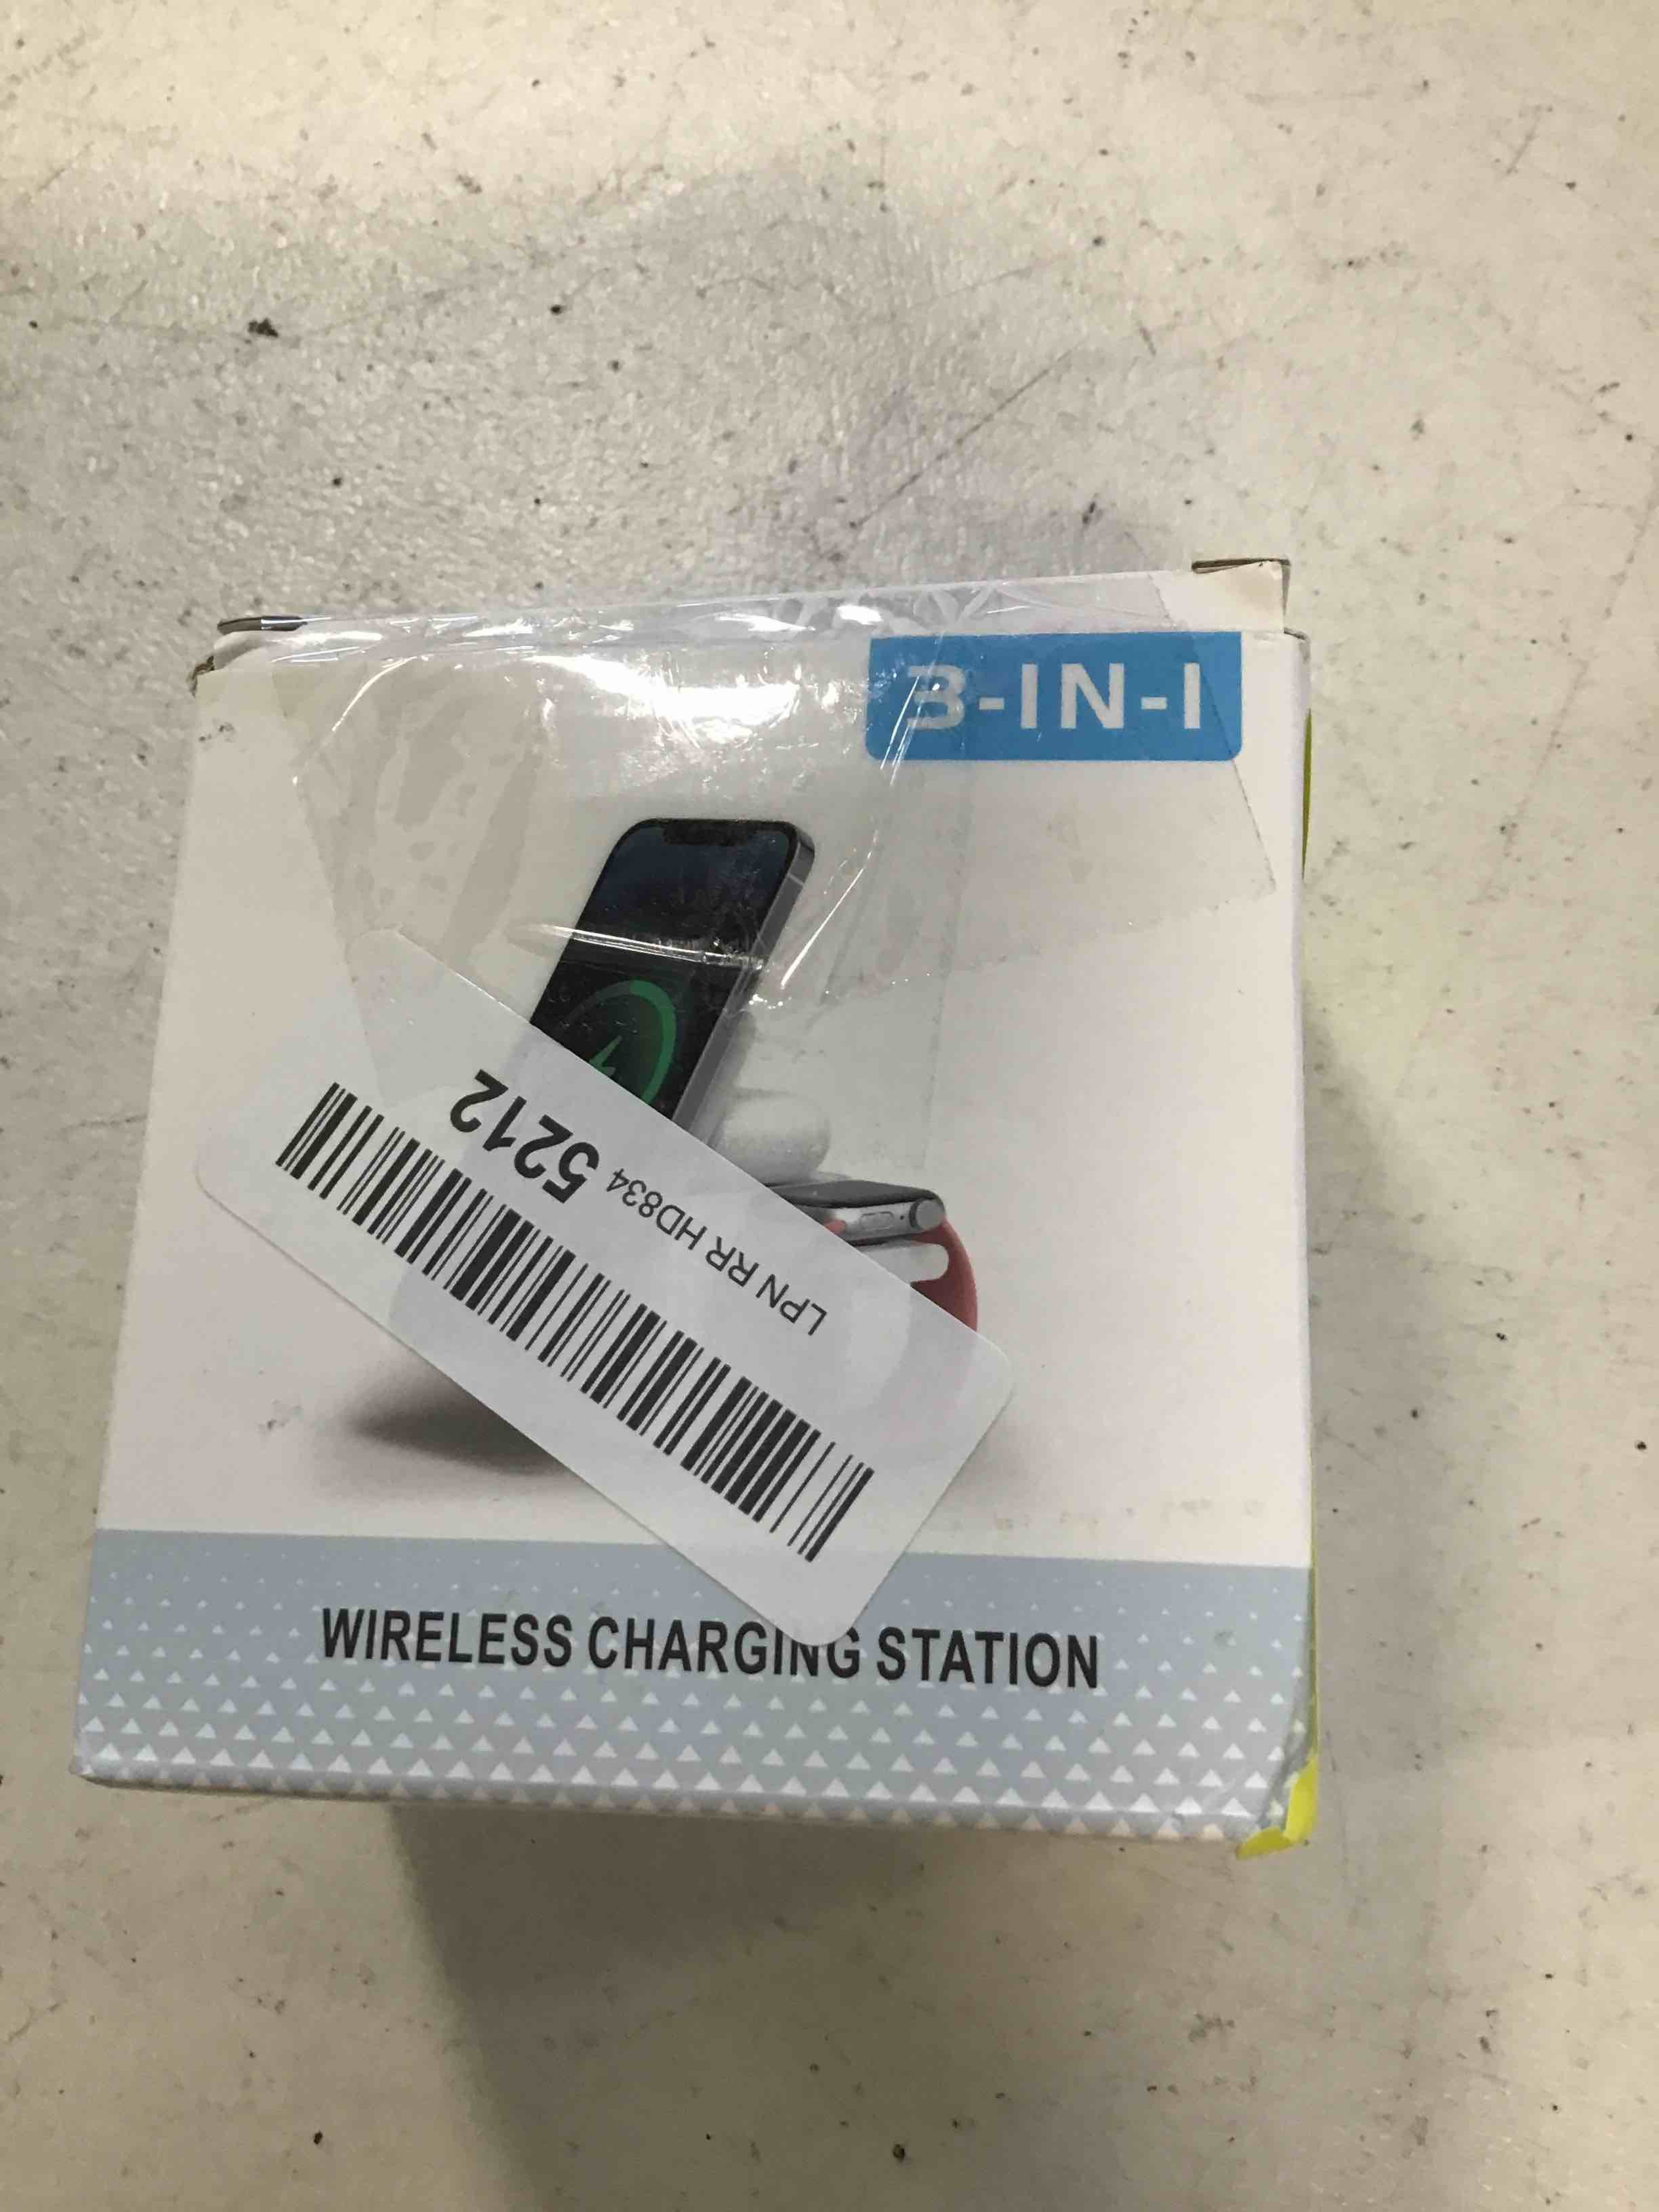 3-IN-1
LPN RR HD834 5212
WIRELESS CHARGING STATION